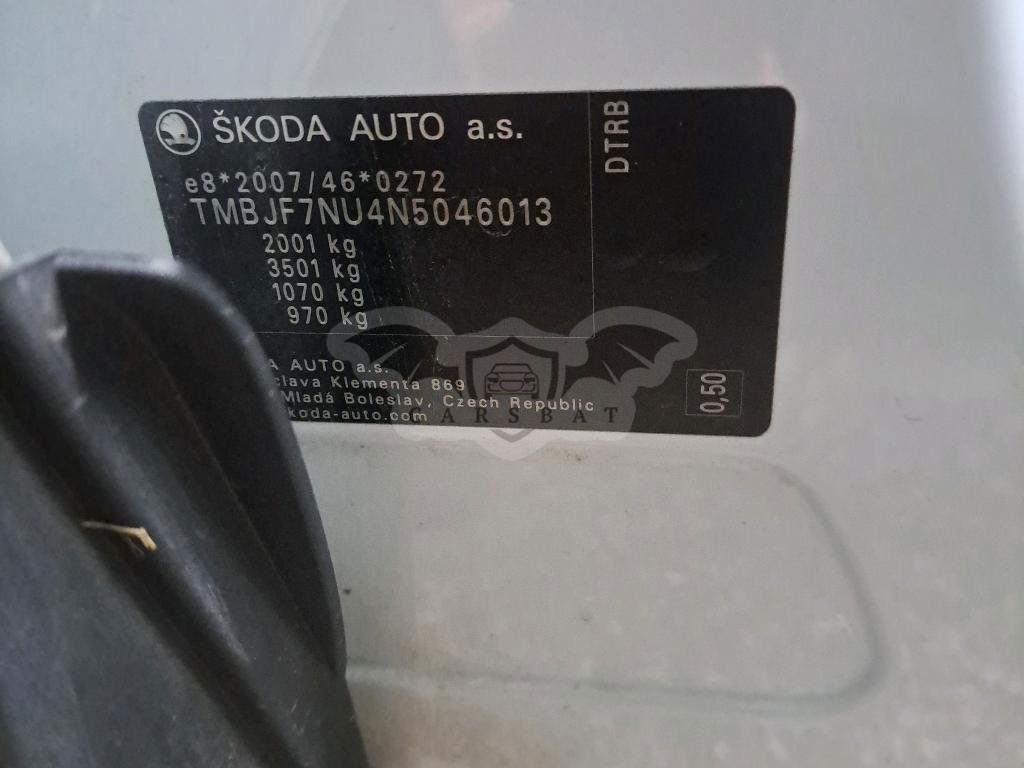 ŠKODA AUTO a.s.
e8*2007/46*0272
TMBJF7NU4N5046013
2001 kg
3501 kg
1070 kg
970 kg
DTRB
A AUTO a.s.
clava Klementa 869
Mladá Boleslav, Czech Republic
koda-auto.com
0,50
CARSBAT